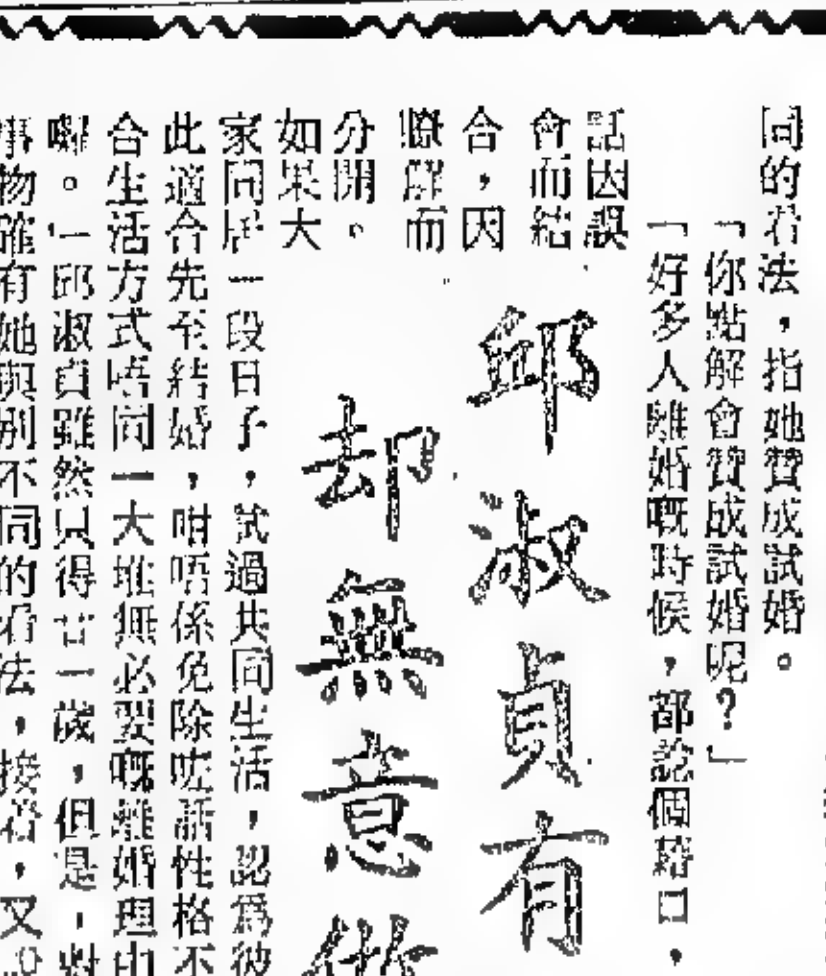 同的看法，指她贊成試婚。
「你點解會贊成試婚呢？」
「好多人離婚嘅時候，都說個藉口，
話因誤
會而結
合，因
瞭解而
分開。
如果大
家同居一段日子，試過共同生活，認爲彼
此適合先至結婚，咁唔係免除咗話性格不
合生活方式唔同一大堆無必要嘅離婚理由
囉。」邱淑貞雖然只得廿一歲，但是，對
事物確有她與別不同的看法，接着，又說
邱淑貞有
却無意做